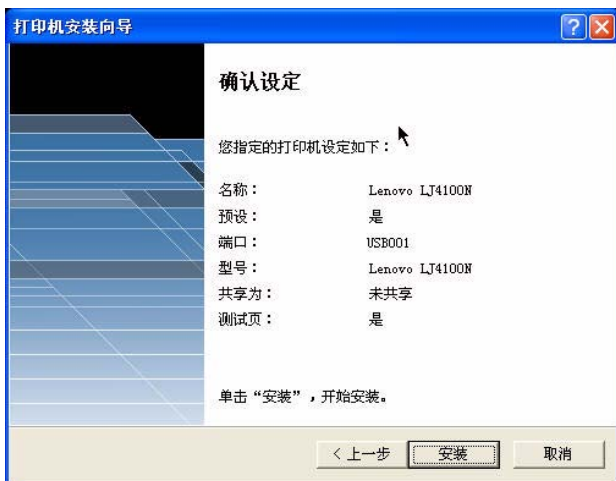 打印机安装向导
确认设定
您指定的打印机设定如下：
名称： Lenovo LJ4100N
预设： 是
端口： USB001
型号： Lenovo LJ4100N
共享为： 未共享
测试页： 是
单击“安装”，开始安装。
< 上一步 安装 取消